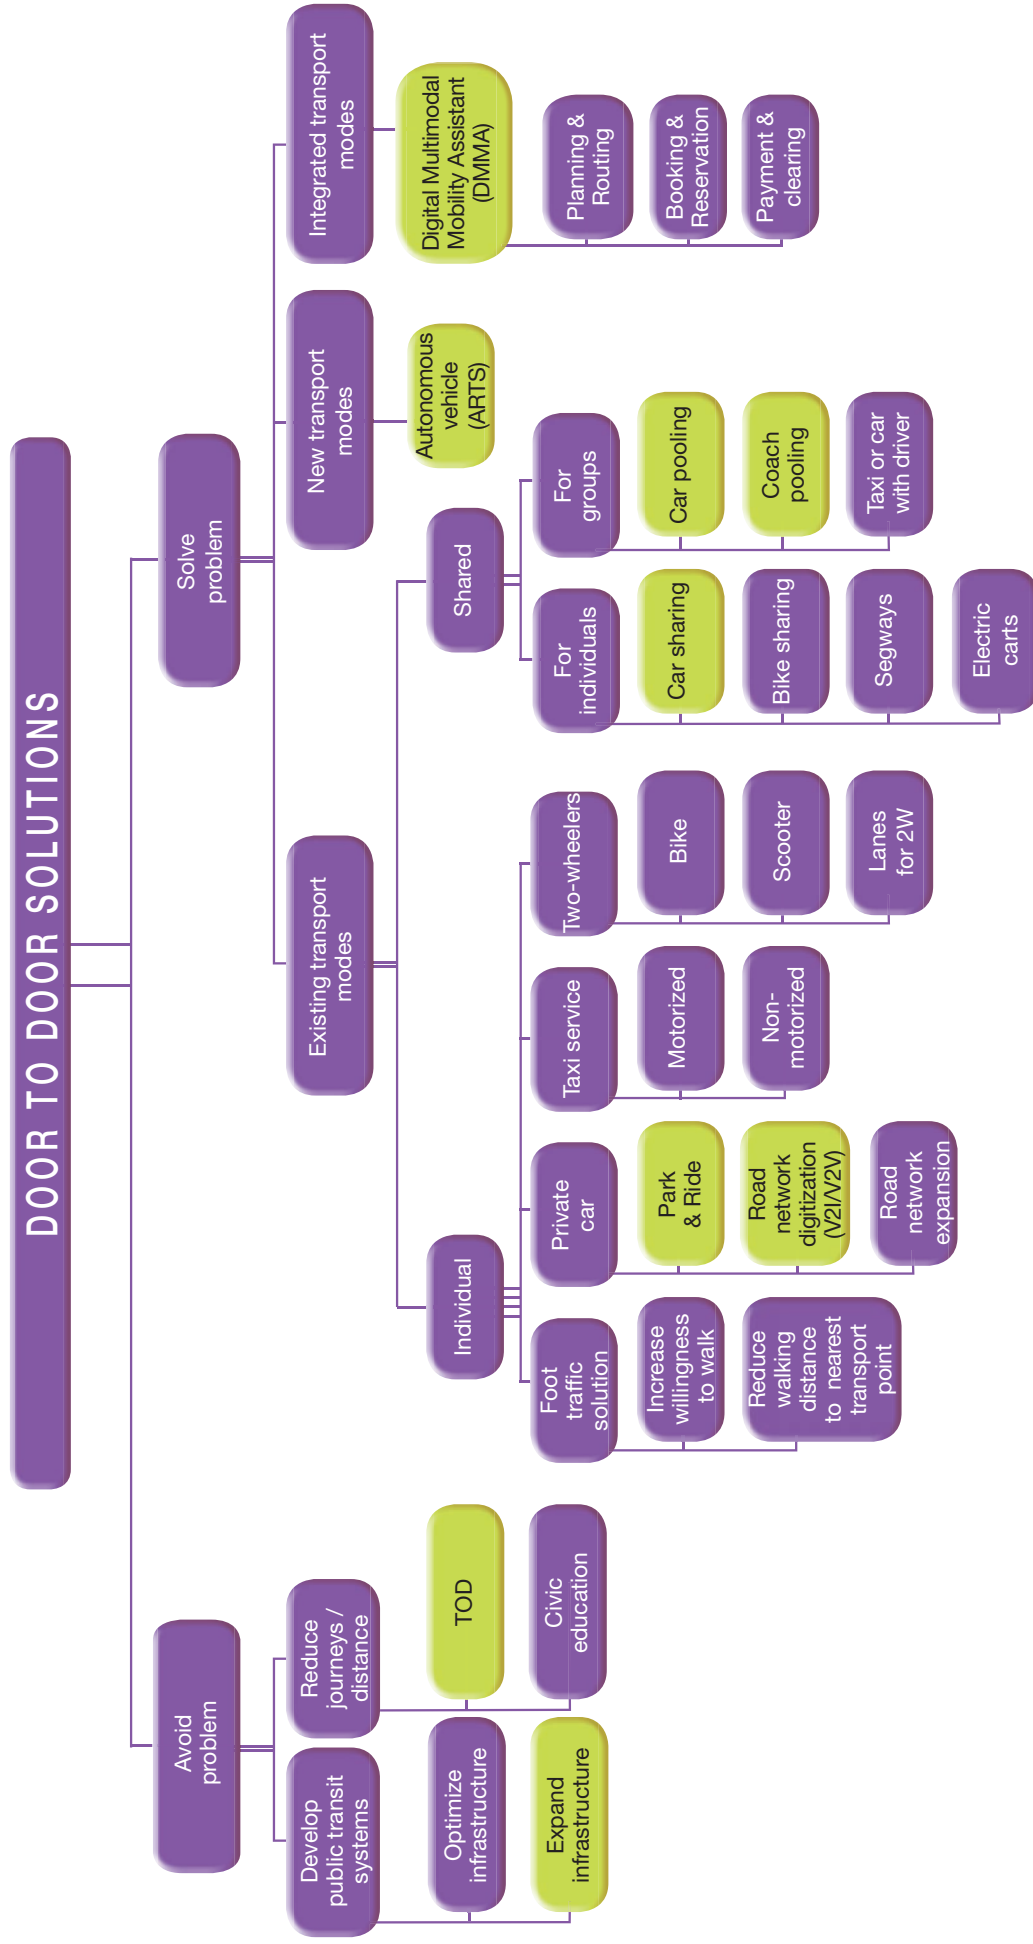 DOOR TO DOOR SOLUTIONS
Avoid
problem
Solve
problem
Develop
public transit
systems
Reduce
journeys /
distance
Existing transport
modes
New transport
modes
Integrated transport
modes
Optimize
infrastructure
Expand
infrastructure
TOD
Civic
education
Individual
Shared
Autonomous
vehicle
(ARTS)
Digital Multimodal
Mobility Assistant
(DMMA)
Planning &
Routing
Booking &
Reservation
Payment &
clearing
Foot
traffic
solution
Increase
willingness
to walk
Reduce
walking
distance
to nearest
transport
point
Private
car
Park
& Ride
Road
network
digitization
(V2I/V2V)
Road
network
expansion
Taxi service
Motorized
Non-
motorized
Two-wheelers
Bike
Scooter
Lanes
for 2W
For
individuals
Car sharing
Bike sharing
Segways
Electric
carts
For
groups
Car pooling
Coach
pooling
Taxi or car
with driver